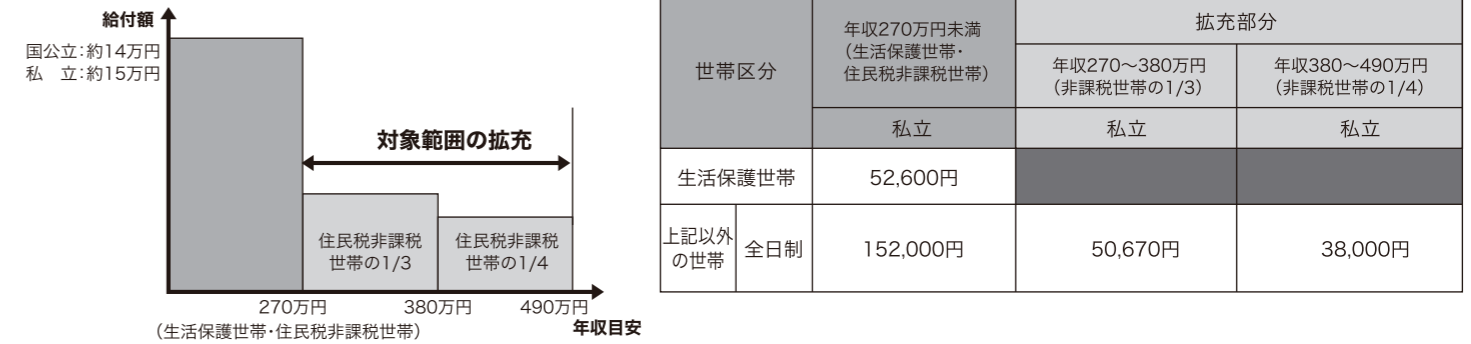 給付額
国公立：約14万円
私　立：約15万円
対象範囲の拡充
住民税非課税
世帯の1/3
住民税非課税
世帯の1/4
270万円
380万円
490万円
（生活保護世帯・住民税非課税世帯）
年収目安
世帯区分
年収270万円未満
（生活保護世帯・
住民税非課税世帯）
拡充部分
年収270～380万円
（非課税世帯の1/3）
年収380～490万円
（非課税世帯の1/4）
私立
私立
私立
生活保護世帯
52,600円
上記以外
の世帯
全日制
152,000円
50,670円
38,000円